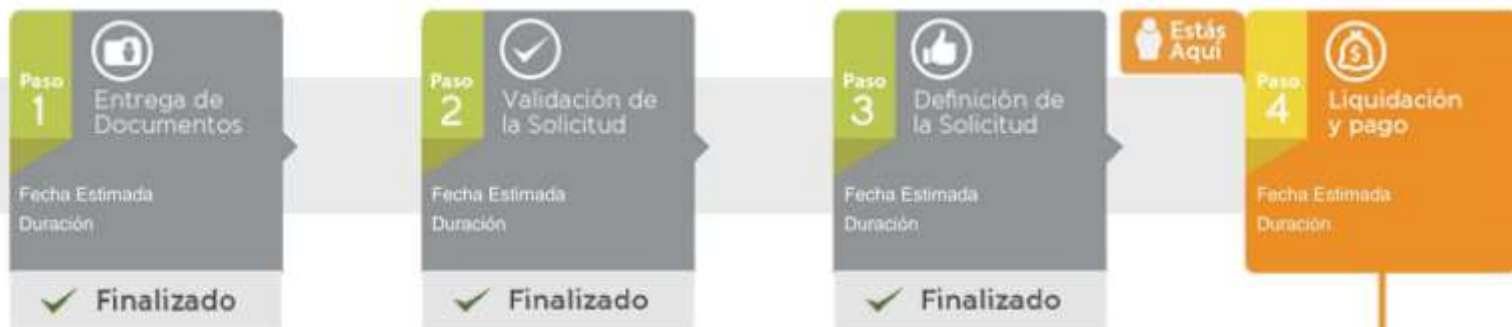 Paso
1
Entrega de
Documentos
Fecha Estimada
Duración
Finalizado
Paso
2
Validación de
la Solicitud
Fecha Estimada
Duración
Finalizado
Paso
3
Definición de
la Solicitud
Fecha Estimada
Duración
Finalizado
Estás
Aquí
Paso
4
Liquidación
y pago
Fecha Estimada
Duración